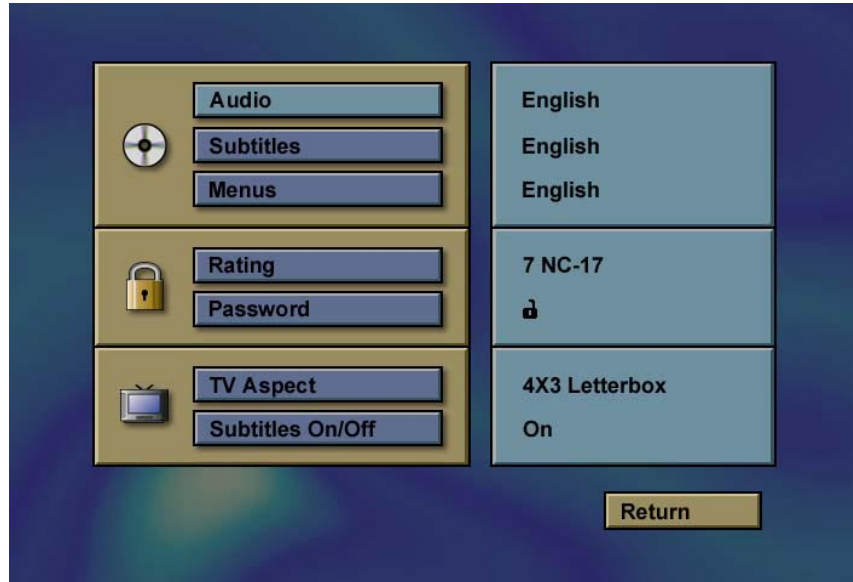 Audio English
Subtitles English
Menus English
Rating 7 NC-17
Password
TV Aspect 4X3 Letterbox
Subtitles On/Off On
Return